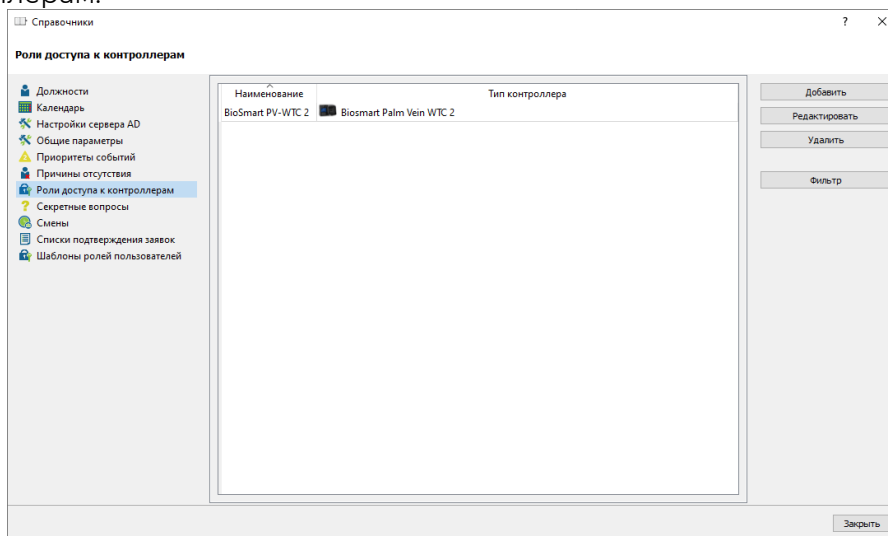 ллерам.
Справочники ?
Роли доступа к контроллерам
Должности
Календарь
Настройки сервера AD
Общие параметры
Приоритеты событий
Причины отсутствия
Роли доступа к контроллерам
Секретные вопросы
Смены
Списки подтверждения заявок
Шаблоны ролей пользователей
Наименование Тип контроллера
BioSmart PV-WTC 2 Biosmart Palm Vein WTC 2
Добавить
Редактировать
Удалить
Фильтр
Закрыть